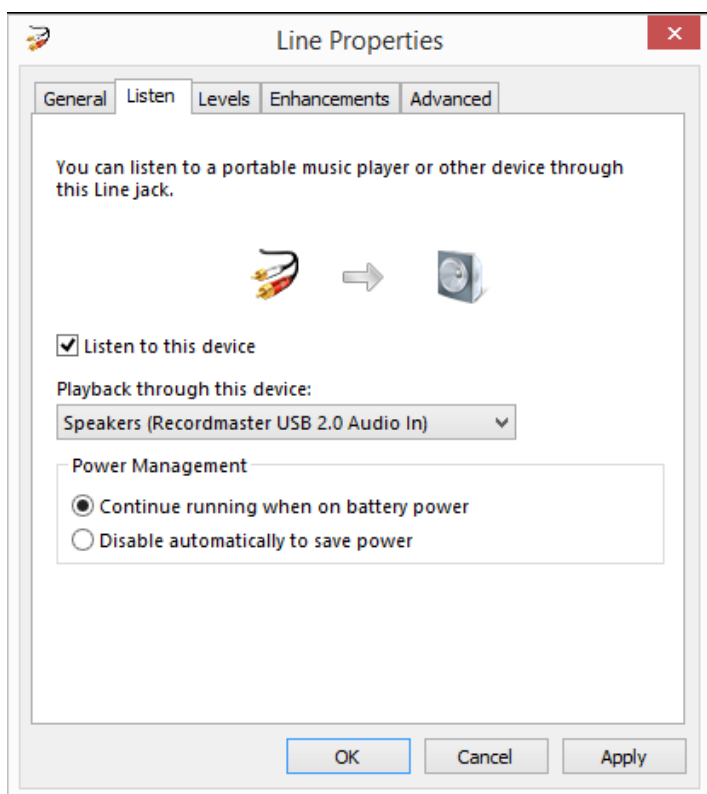 Line Properties
General Listen Levels Enhancements Advanced
You can listen to a portable music player or other device through
this Line jack.
Listen to this device
Playback through this device:
Speakers (Recordmaster USB 2.0 Audio In)
Power Management
Continue running when on battery power
Disable automatically to save power
OK Cancel Apply